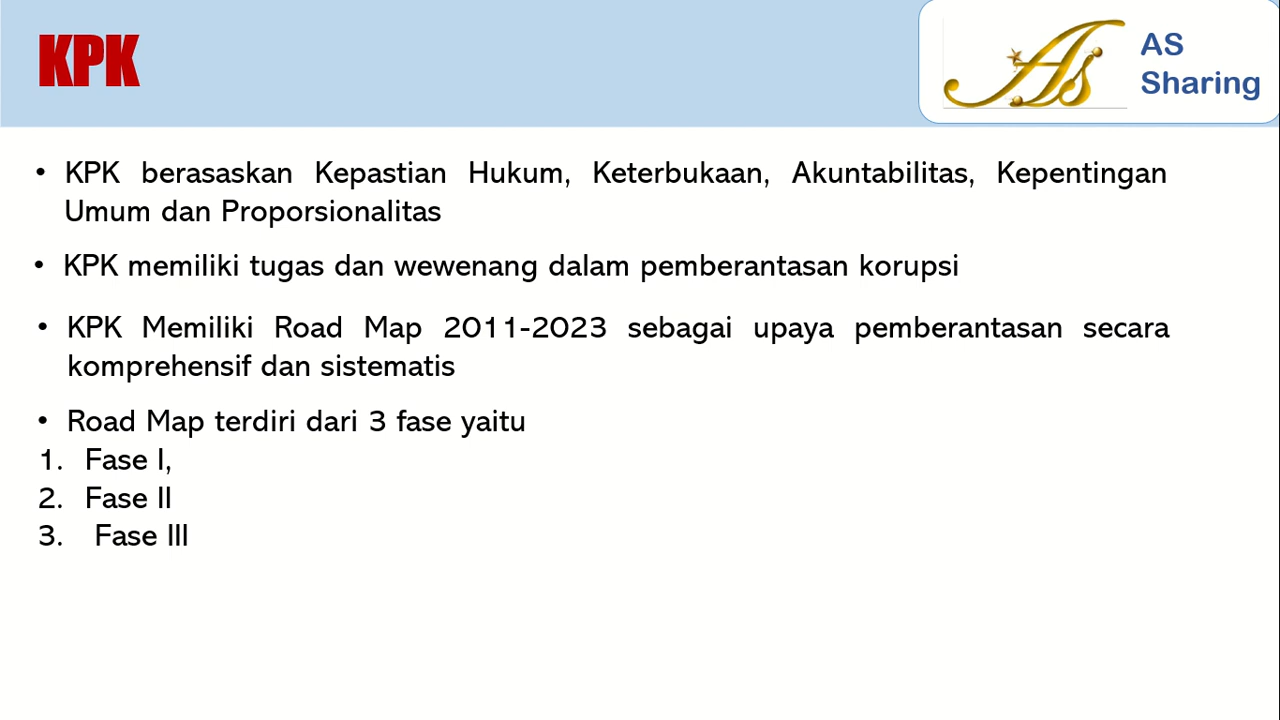 KPK
As
AS
Sharing
• KPK berasaskan Kepastian Hukum, Keterbukaan, Akuntabilitas, Kepentingan
Umum dan Proporsionalitas
• KPK memiliki tugas dan wewenang dalam pemberantasan korupsi
• KPK Memiliki Road Map 2011-2023 sebagai upaya pemberantasan secara
komprehensif dan sistematis
• Road Map terdiri dari 3 fase yaitu
1. Fase I,
2. Fase II
3. Fase III